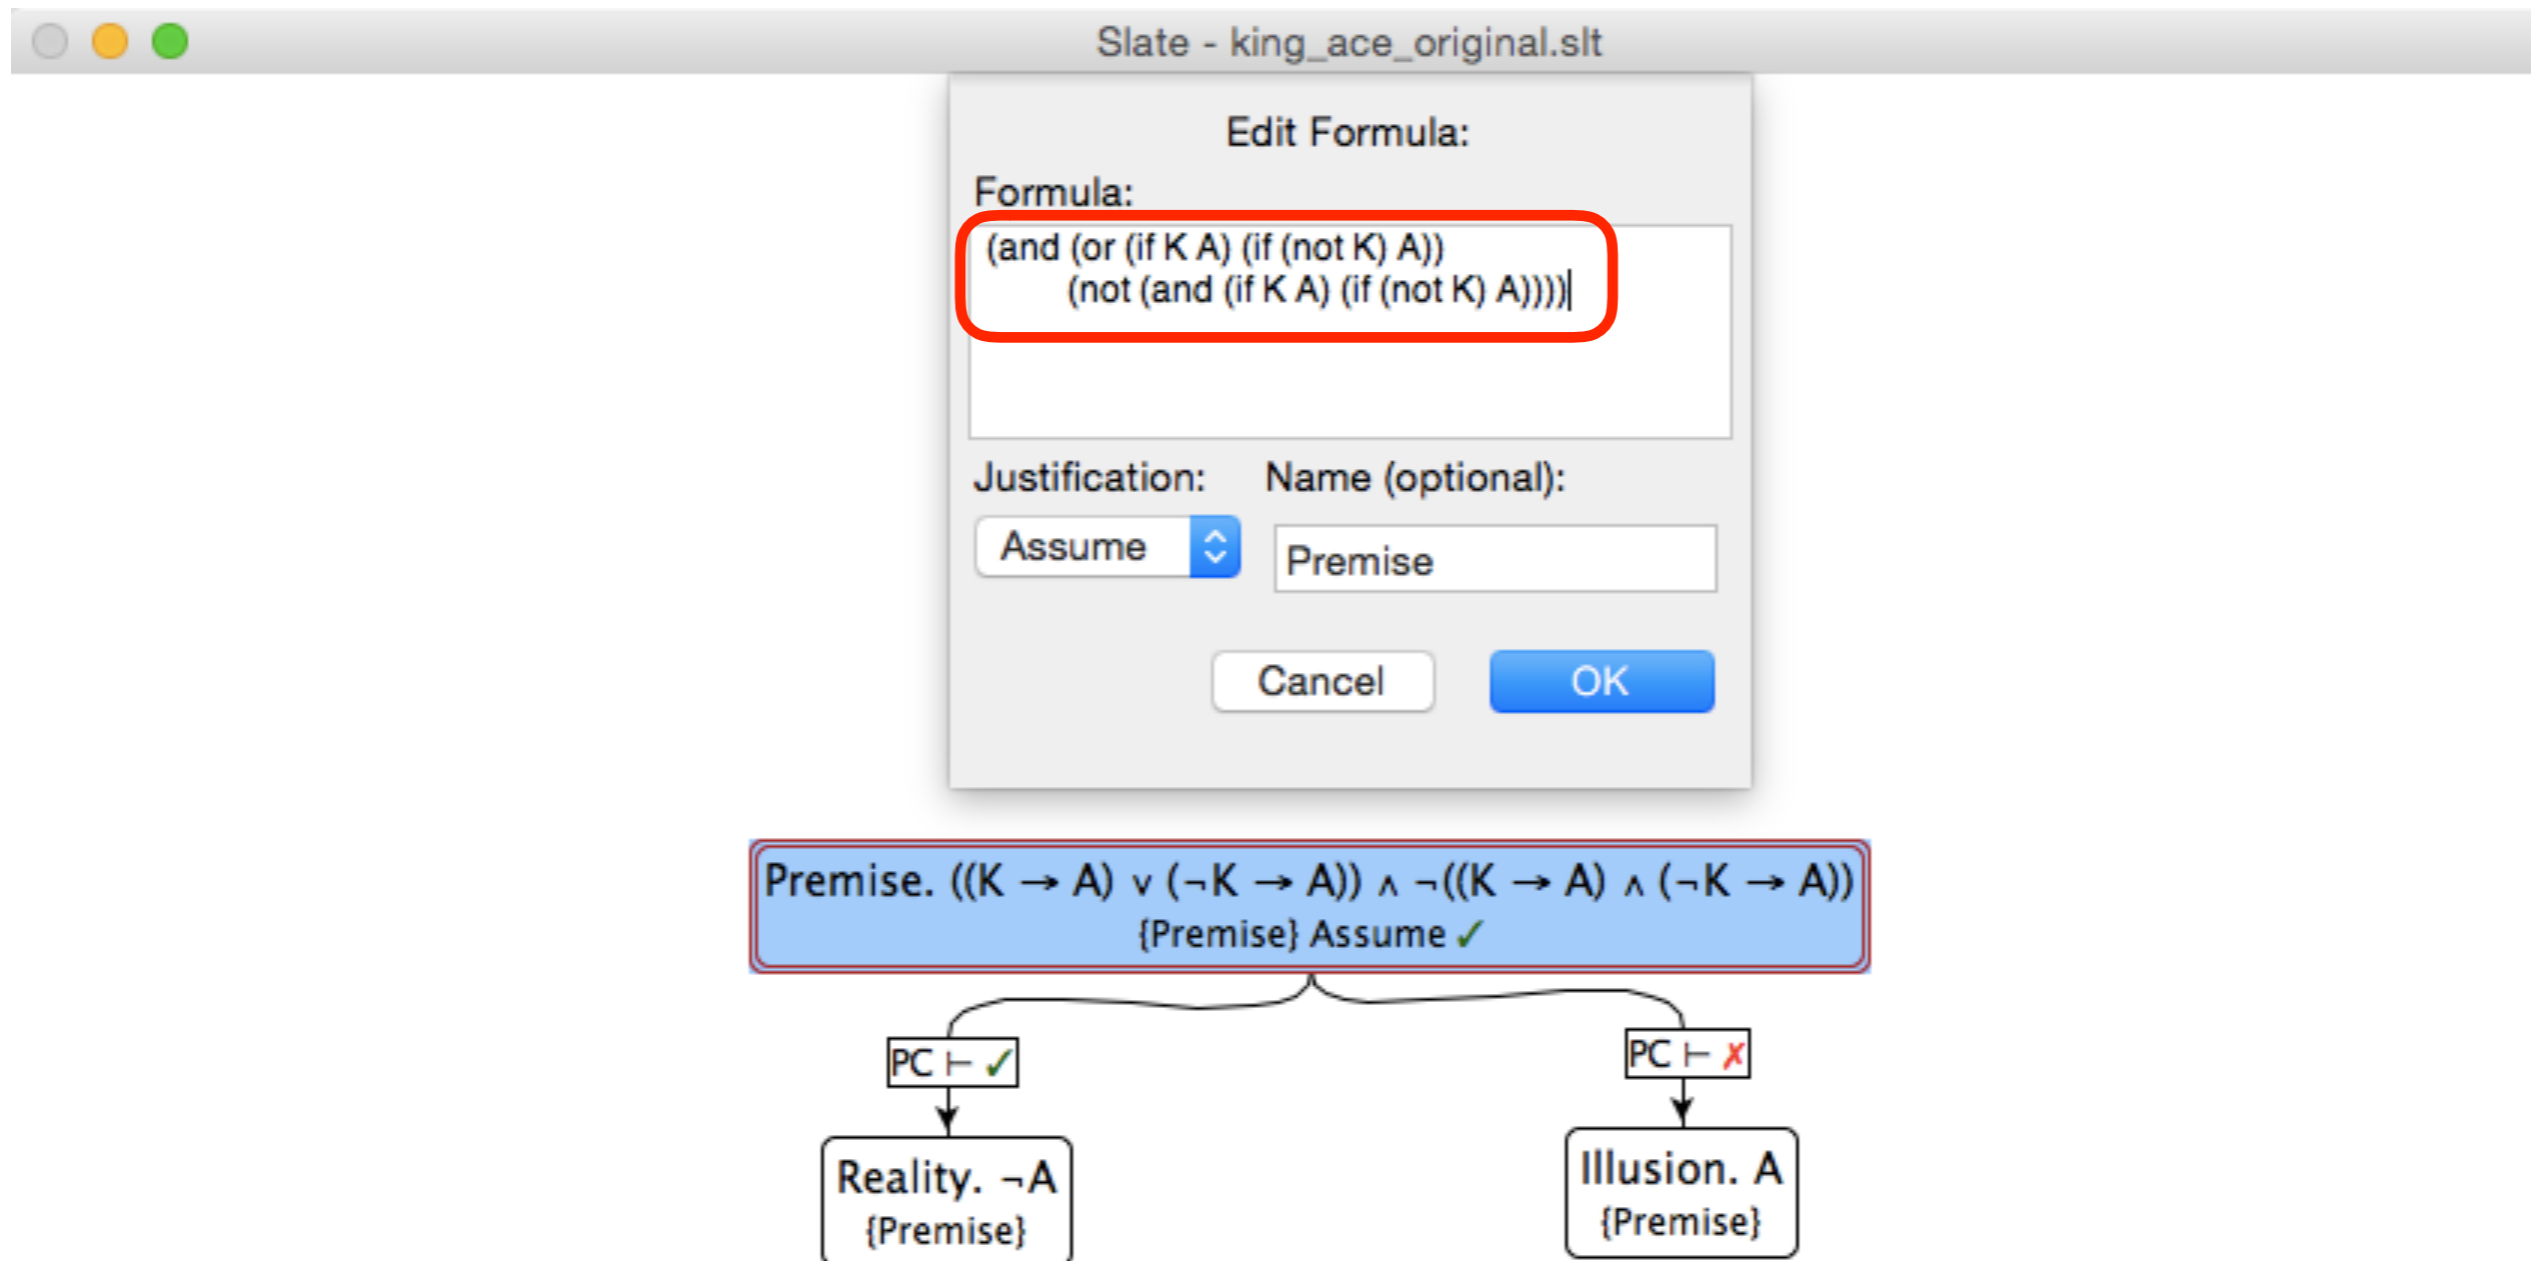 Slate - king_ace_original.slt
Edit Formula:
Formula:
(and (or (if K A) (if (not K) A))
(not (and (if K A) (if (not K) A))))
Justification: Name (optional):
Assume Premise
Cancel OK
Premise. ((K → A) ∨ (¬K → A)) ∧ ¬((K → A) ∧ (¬K → A))
{Premise} Assume ✓
PC ⊢ ✓ PC ⊢ ✗
Reality. ¬A Illusion. A
{Premise} {Premise}